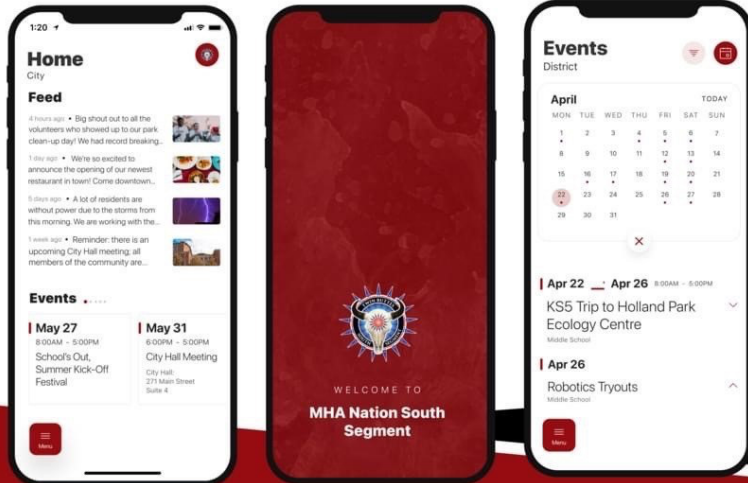 1:20
Home
City
Feed
4 hours ago • Big shout out to all the
volunteers who showed up to our park
clean-up day! We had record breaking...
1 day ago • We're so excited to
announce the opening of our newest
restaurant in town! Come downtown...
5 days ago • A lot of residents are
without power due to the storms from
this morning. We are working with the...
1 week ago • Reminder: there is an
upcoming City Hall meeting; all
members of the community are...
Events
May 27
8:00AM - 5:00PM
School's Out,
Summer Kick-Off
Festival
May 31
6:00PM - 5:00PM
City Hall Meeting
City Hall:
271 Main Street
Suite 4
Menu
WELCOME TO
MHA Nation South
Segment
Events
District
April TODAY
MON TUE WED THU FRI SAT SUN
1 2 3 4 5 6 7
8 9 10 11 12 13 14
15 16 17 18 19 20 21
22 23 24 25 26 27 28
29 30 31
Apr 22 Apr 26 8:00AM - 5:00PM
KS5 Trip to Holland Park
Ecology Centre
Middle School
Apr 26
Robotics Tryouts
Middle School
Menu